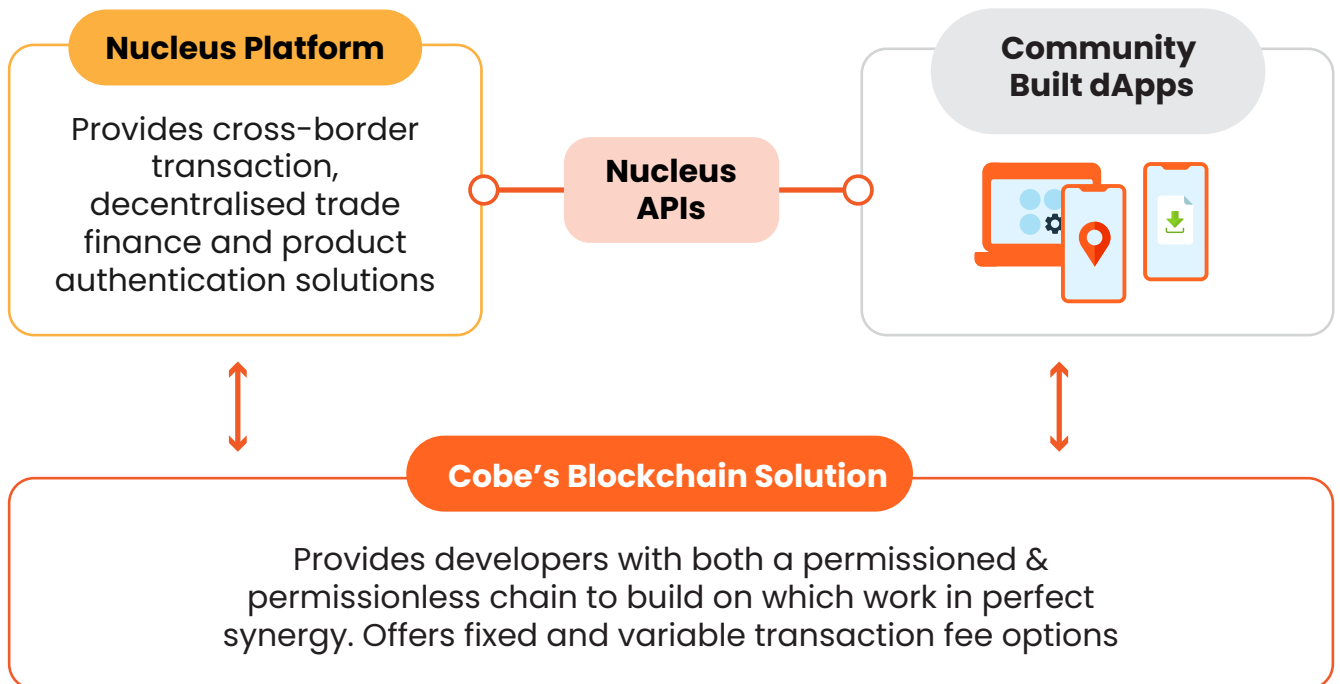 Nucleus Platform
Provides cross-border
transaction,
decentralised trade
finance and product
authentication solutions
Nucleus
APIs
Community
Built dApps
Cobe’s Blockchain Solution
Provides developers with both a permissioned &
permissionless chain to build on which work in perfect
synergy. Offers fixed and variable transaction fee options